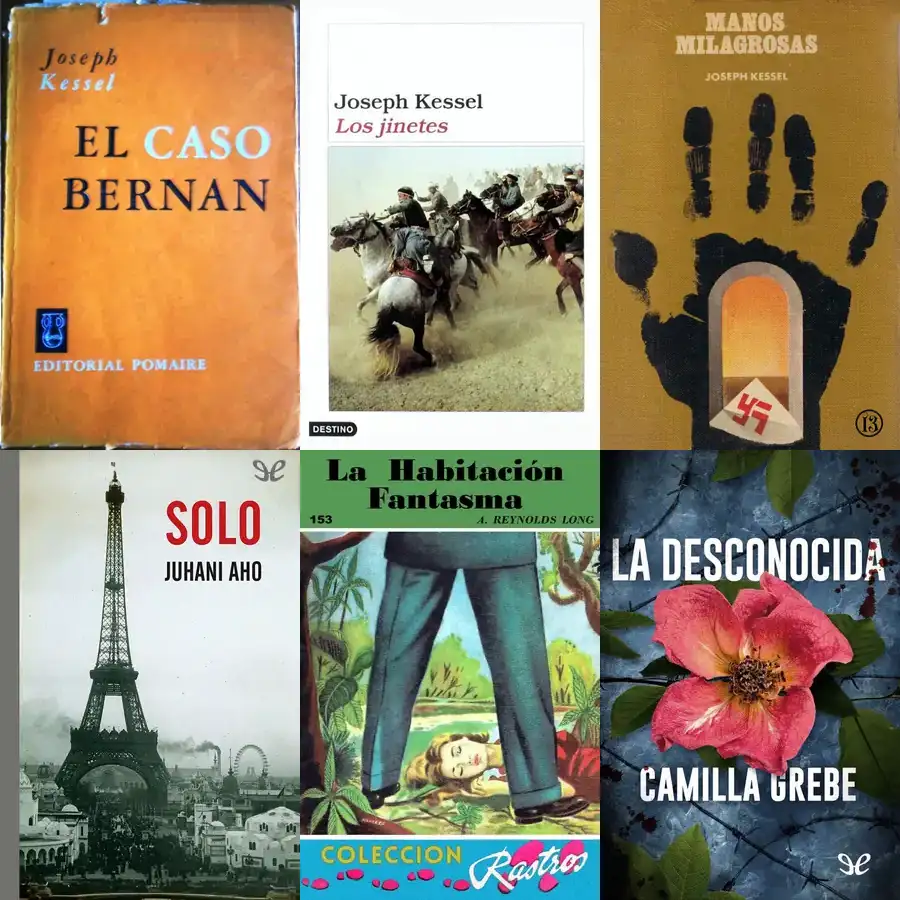 Joseph
Kessel
EL CASO
BERNAN
EDITORIAL POMAIRE
Joseph Kessel
Los jinetes
DESTINO
MANOS
MILAGROSAS
JOSEPH KESSEL
13
SOLO
JUHANI AHO
La Habitación
Fantasma
153
A. REYNOLDS LONG
COLECCION
Rastros
LA DESCONOCIDA
CAMILLA GREBE